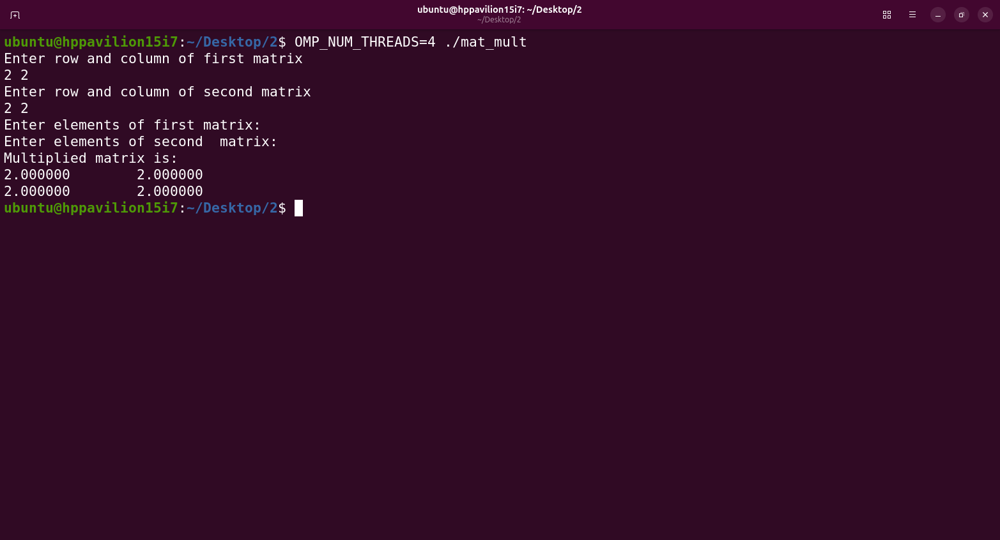 ubuntu@hppavilion15i7: ~/Desktop/2
~/Desktop/2
ubuntu@hppavilion15i7:~/Desktop/2$ OMP_NUM_THREADS=4 ./mat_mult
Enter row and column of first matrix
2 2
Enter row and column of second matrix
2 2
Enter elements of first matrix:
Enter elements of second  matrix:
Multiplied matrix is:
2.000000        2.000000
2.000000        2.000000
ubuntu@hppavilion15i7:~/Desktop/2$